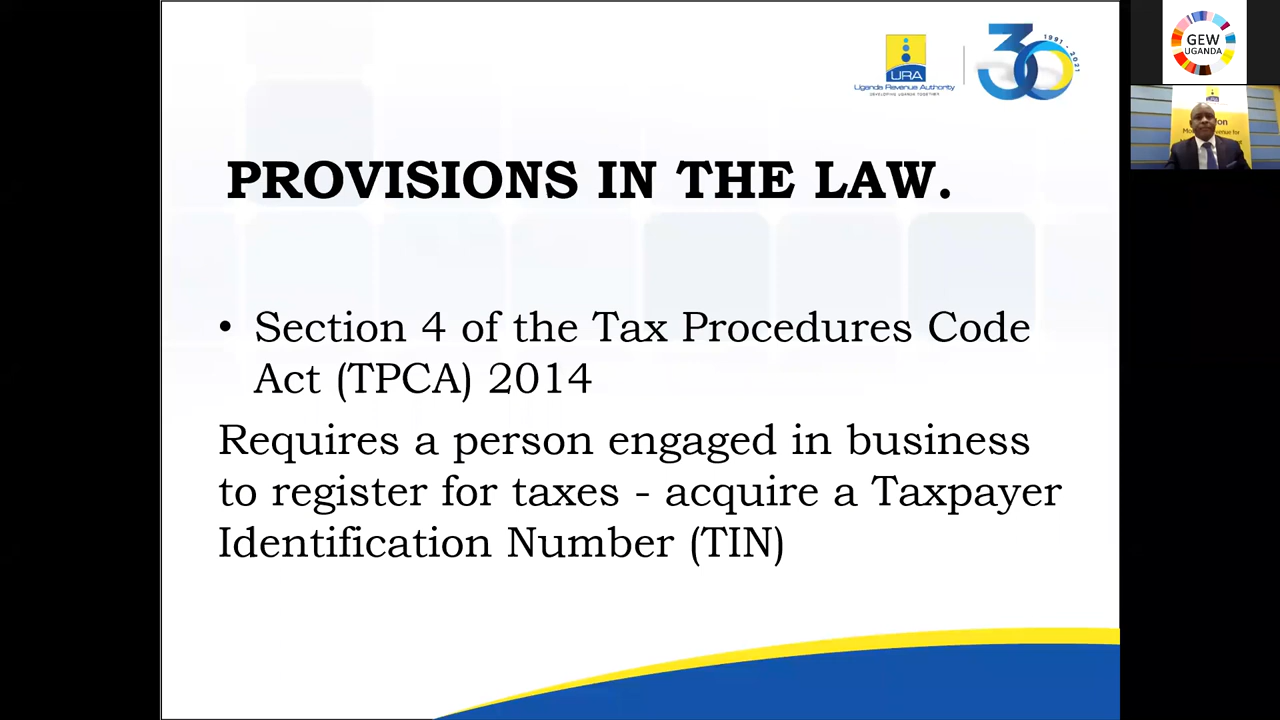 URA
Uganda Revenue Authority
DEVELOPING UGANDA TOGETHER
30
1991 - 2021
GEW
UGANDA
PROVISIONS IN THE LAW.
• Section 4 of the Tax Procedures Code
Act (TPCA) 2014
Requires a person engaged in business
to register for taxes - acquire a Taxpayer
Identification Number (TIN)